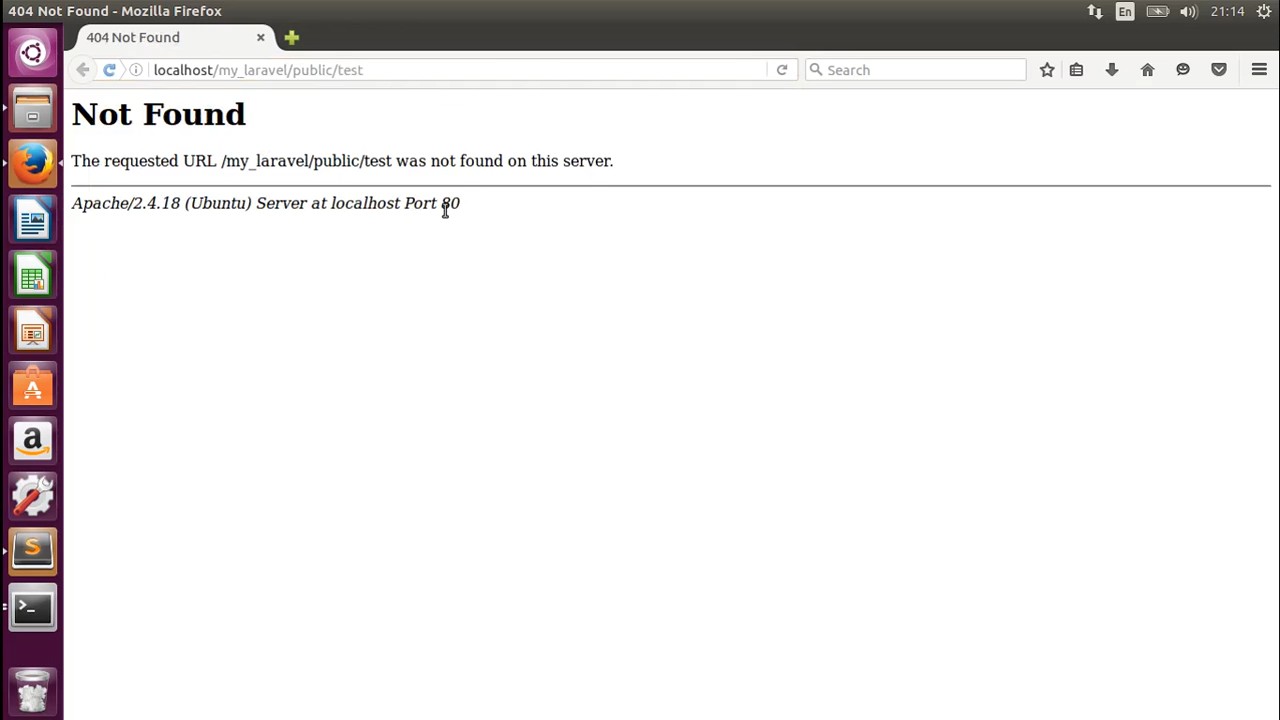 404 Not Found - Mozilla Firefox
En
21:14
404 Not Found
localhost/my_laravel/public/test
Search
Not Found
The requested URL /my_laravel/public/test was not found on this server.
Apache/2.4.18 (Ubuntu) Server at localhost Port 80